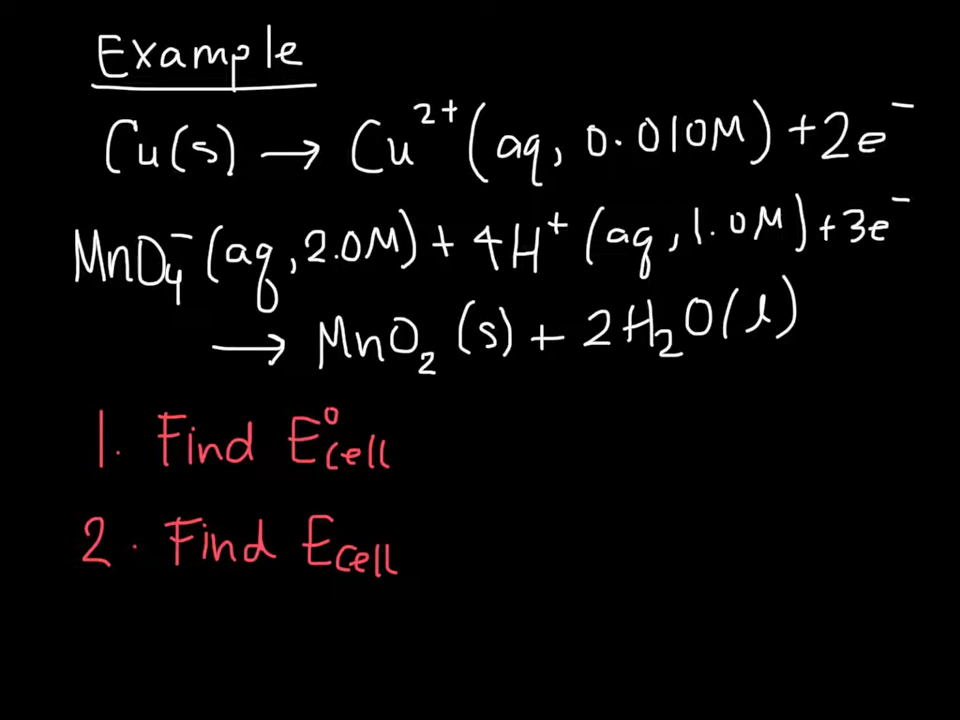 Example
Cu(s) → Cu²⁺ (aq, 0.010M) + 2e⁻
MnO₄⁻ (aq, 2.0M) + 4H⁺ (aq, 1.0M) + 3e⁻
→ MnO₂ (s) + 2H₂O(l)
1. Find E°cell
2. Find Ecell